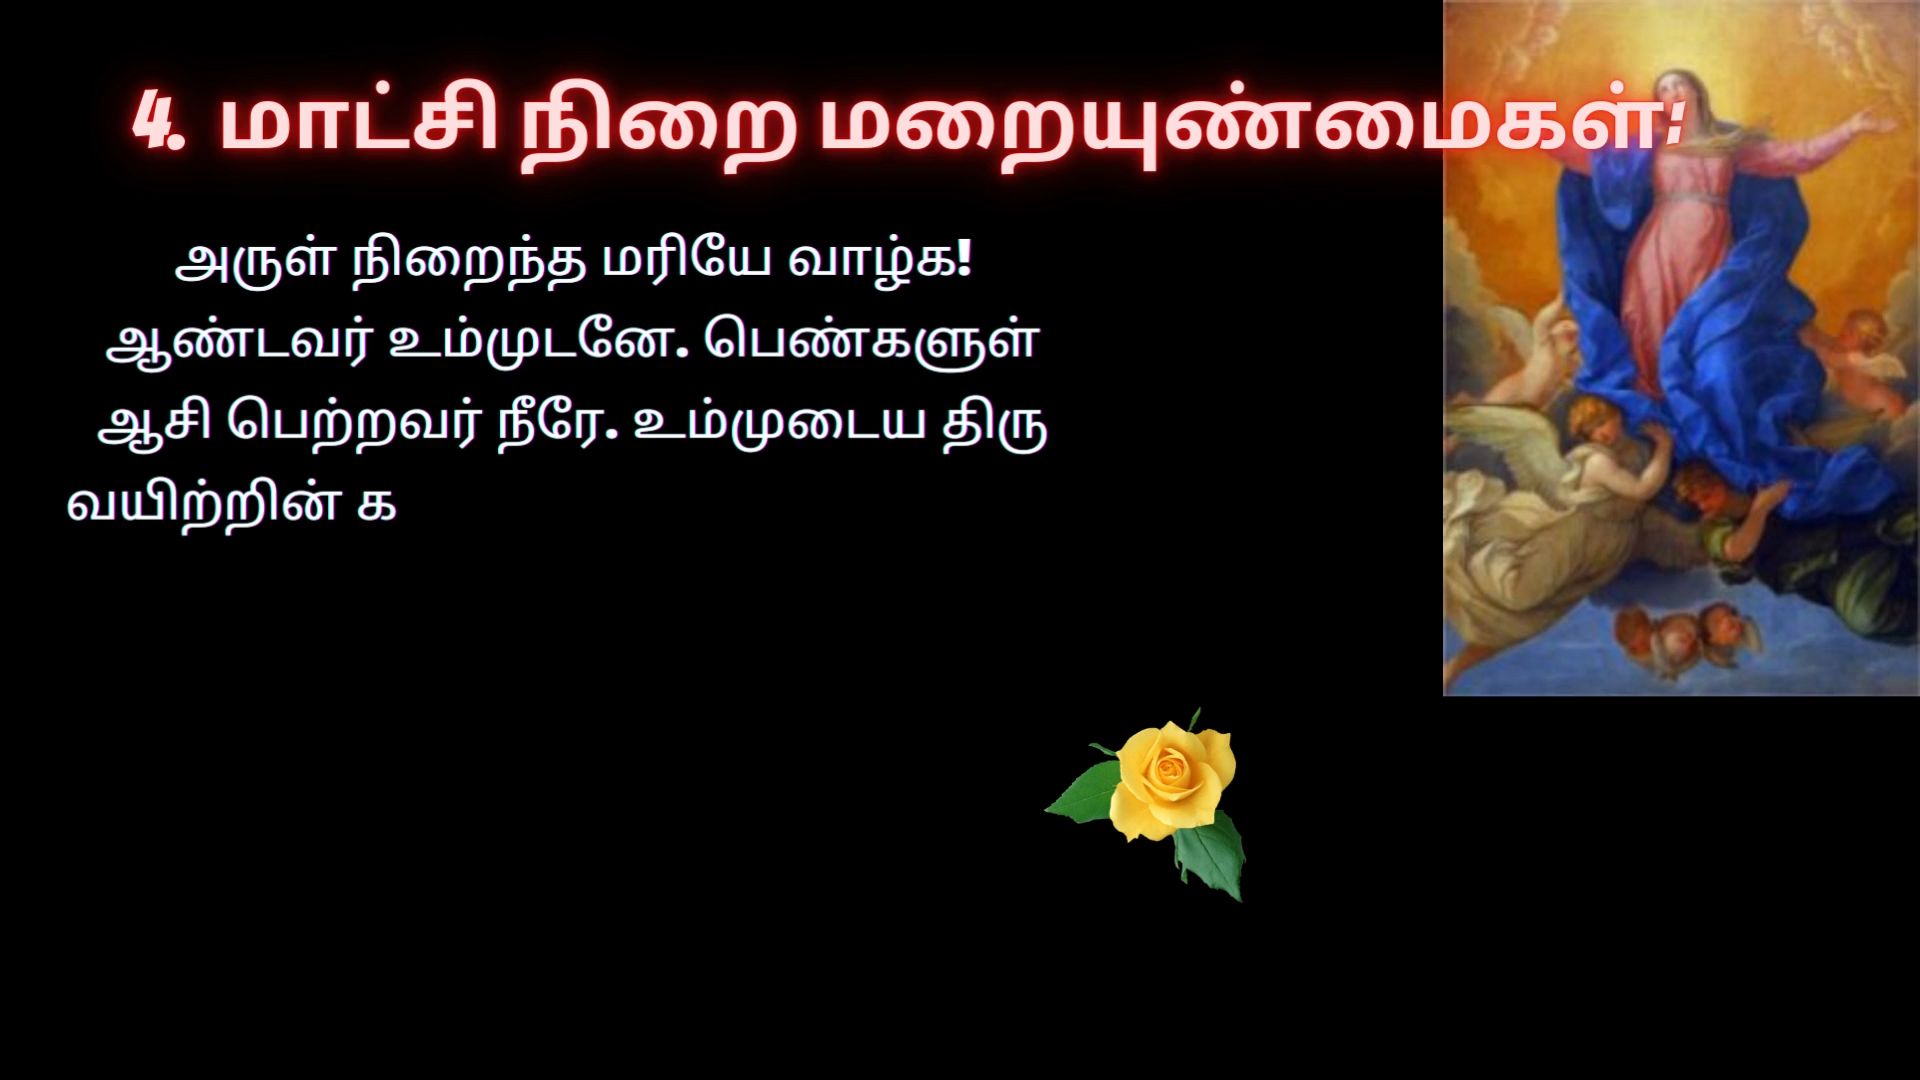 4. மாட்சி நிறை மறையுண்மைகள்:
அருள் நிறைந்த மரியே வாழ்க!
ஆண்டவர் உம்முடனே. பெண்களுள்
ஆசி பெற்றவர் நீரே. உம்முடைய திரு
வயிற்றின் க